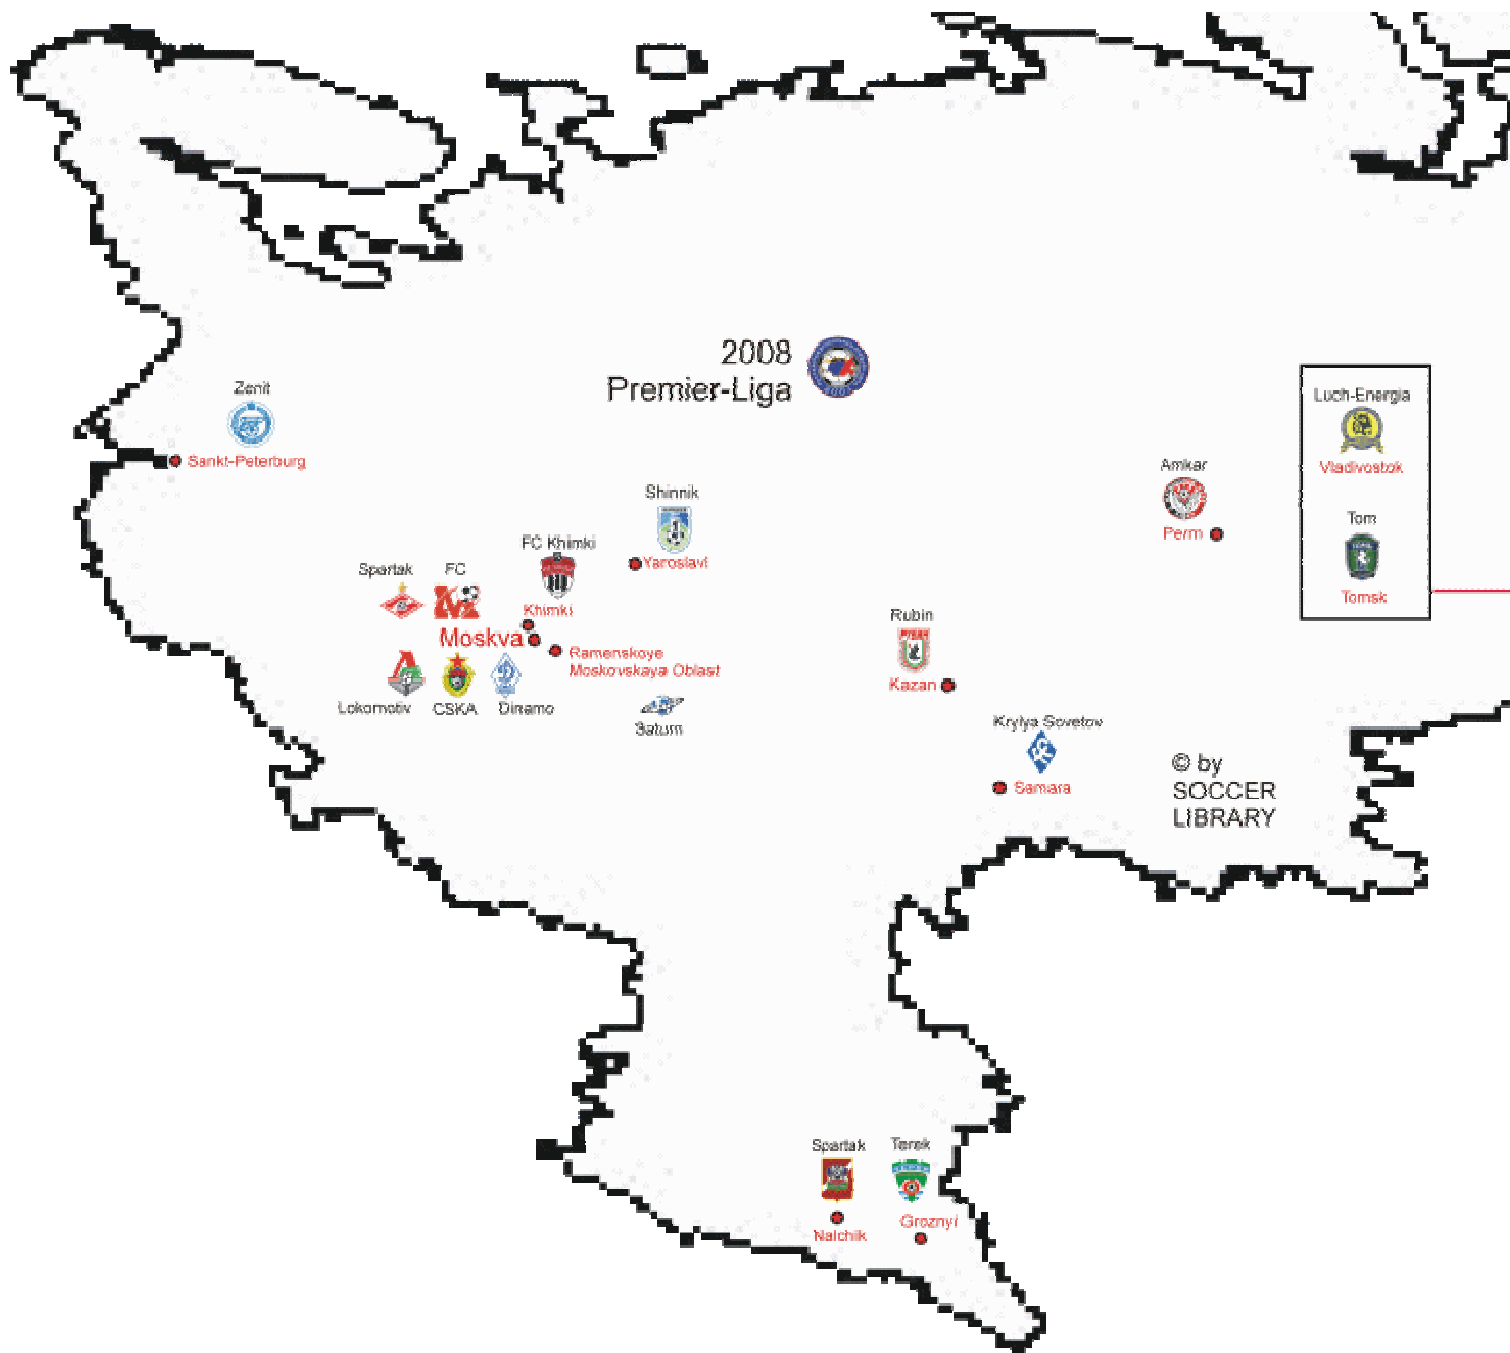 2008
Premier-Liga
Zenit
Sankt-Peterburg
Luch-Energia
Vladivostok
Tom
Tomsk
Amkar
Perm
Shinnik
Yaroslavl
FC Khimki
Khimki
Spartak
FC
Moskva
Ramenskoye
Moskovskaya Oblast
Lokomotiv
CSKA
Dinamo
Saturn
Rubin
Kazan
Krylya Sovetov
Samara
© by
SOCCER
LIBRARY
Spartak
Nalchik
Terek
Groznyi